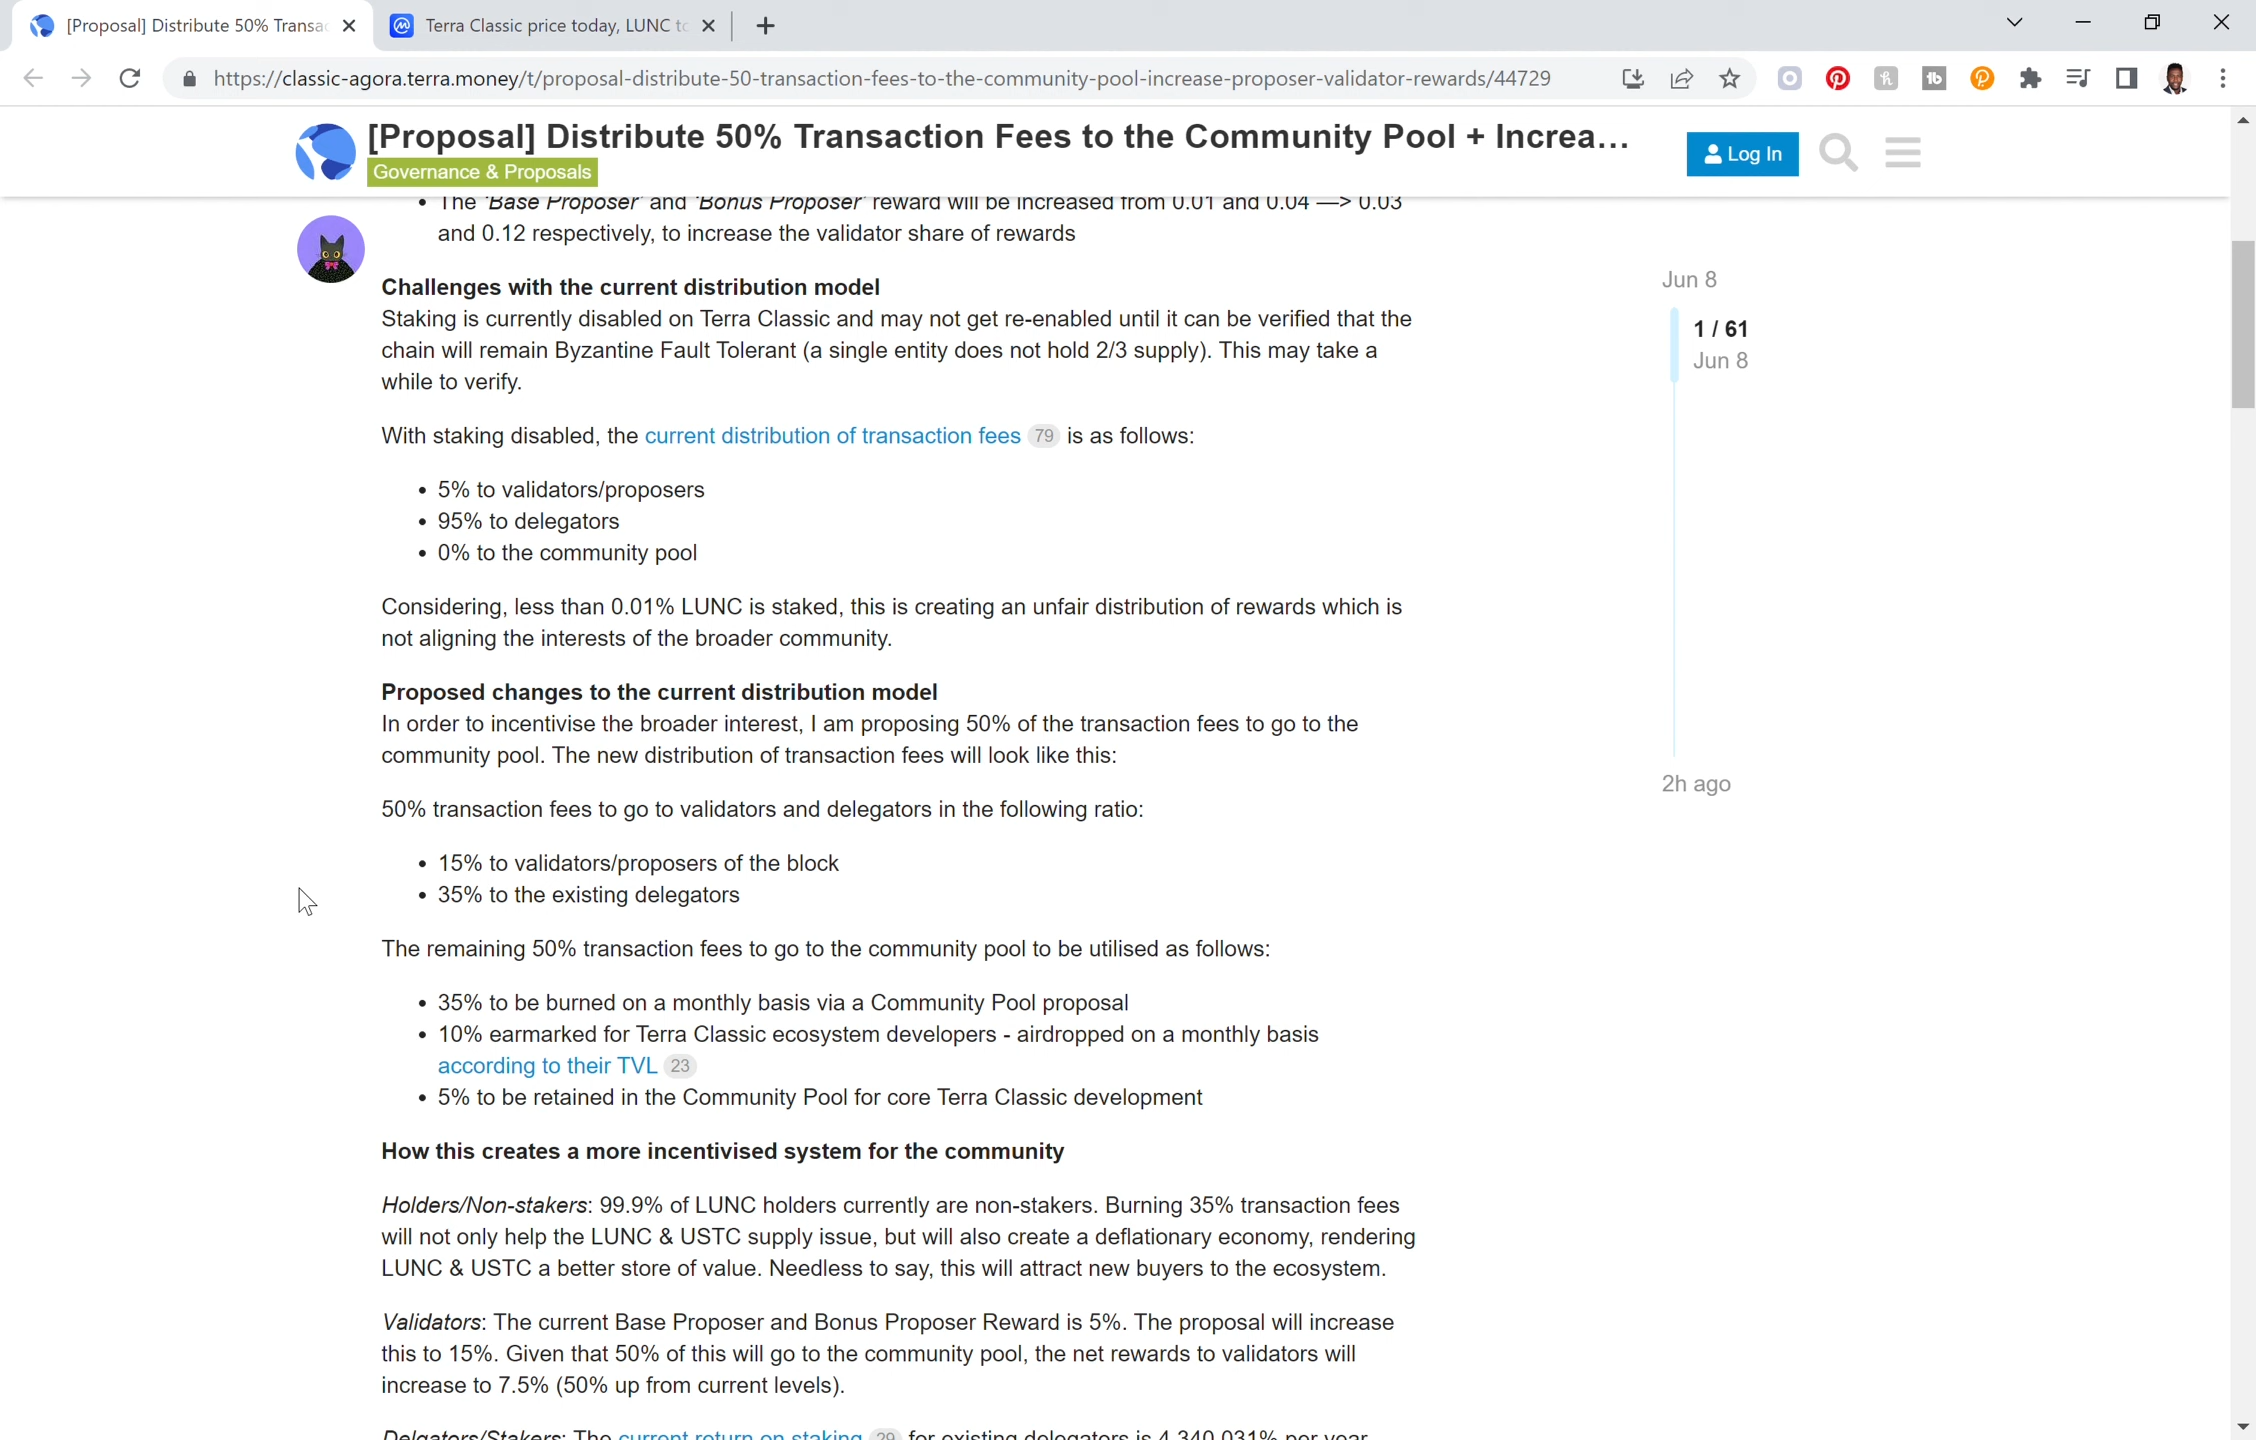 [Proposal] Distribute 50% Transac
Terra Classic price today, LUNC to
https://classic-agora.terra.money/t/proposal-distribute-50-transaction-fees-to-the-community-pool-increase-proposer-validator-rewards/44729
[Proposal] Distribute 50% Transaction Fees to the Community Pool + Increa...
Governance & Proposals
Log In
• The 'Base Proposer' and 'Bonus Proposer' reward will be increased from 0.01 and 0.04 —> 0.03
and 0.12 respectively, to increase the validator share of rewards
Challenges with the current distribution model
Staking is currently disabled on Terra Classic and may not get re-enabled until it can be verified that the
chain will remain Byzantine Fault Tolerant (a single entity does not hold 2/3 supply). This may take a
while to verify.
With staking disabled, the current distribution of transaction fees 79 is as follows:
• 5% to validators/proposers
• 95% to delegators
• 0% to the community pool
Considering, less than 0.01% LUNC is staked, this is creating an unfair distribution of rewards which is
not aligning the interests of the broader community.
Proposed changes to the current distribution model
In order to incentivise the broader interest, I am proposing 50% of the transaction fees to go to the
community pool. The new distribution of transaction fees will look like this:
50% transaction fees to go to validators and delegators in the following ratio:
• 15% to validators/proposers of the block
• 35% to the existing delegators
The remaining 50% transaction fees to go to the community pool to be utilised as follows:
• 35% to be burned on a monthly basis via a Community Pool proposal
• 10% earmarked for Terra Classic ecosystem developers - airdropped on a monthly basis
according to their TVL 23
• 5% to be retained in the Community Pool for core Terra Classic development
How this creates a more incentivised system for the community
Holders/Non-stakers: 99.9% of LUNC holders currently are non-stakers. Burning 35% transaction fees
will not only help the LUNC & USTC supply issue, but will also create a deflationary economy, rendering
LUNC & USTC a better store of value. Needless to say, this will attract new buyers to the ecosystem.
Validators: The current Base Proposer and Bonus Proposer Reward is 5%. The proposal will increase
this to 15%. Given that 50% of this will go to the community pool, the net rewards to validators will
increase to 7.5% (50% up from current levels).
Delgators/Stakers: The current return on staking 29 for existing delegators is 4,340,031% per year
Jun 8
1 / 61
Jun 8
2h ago